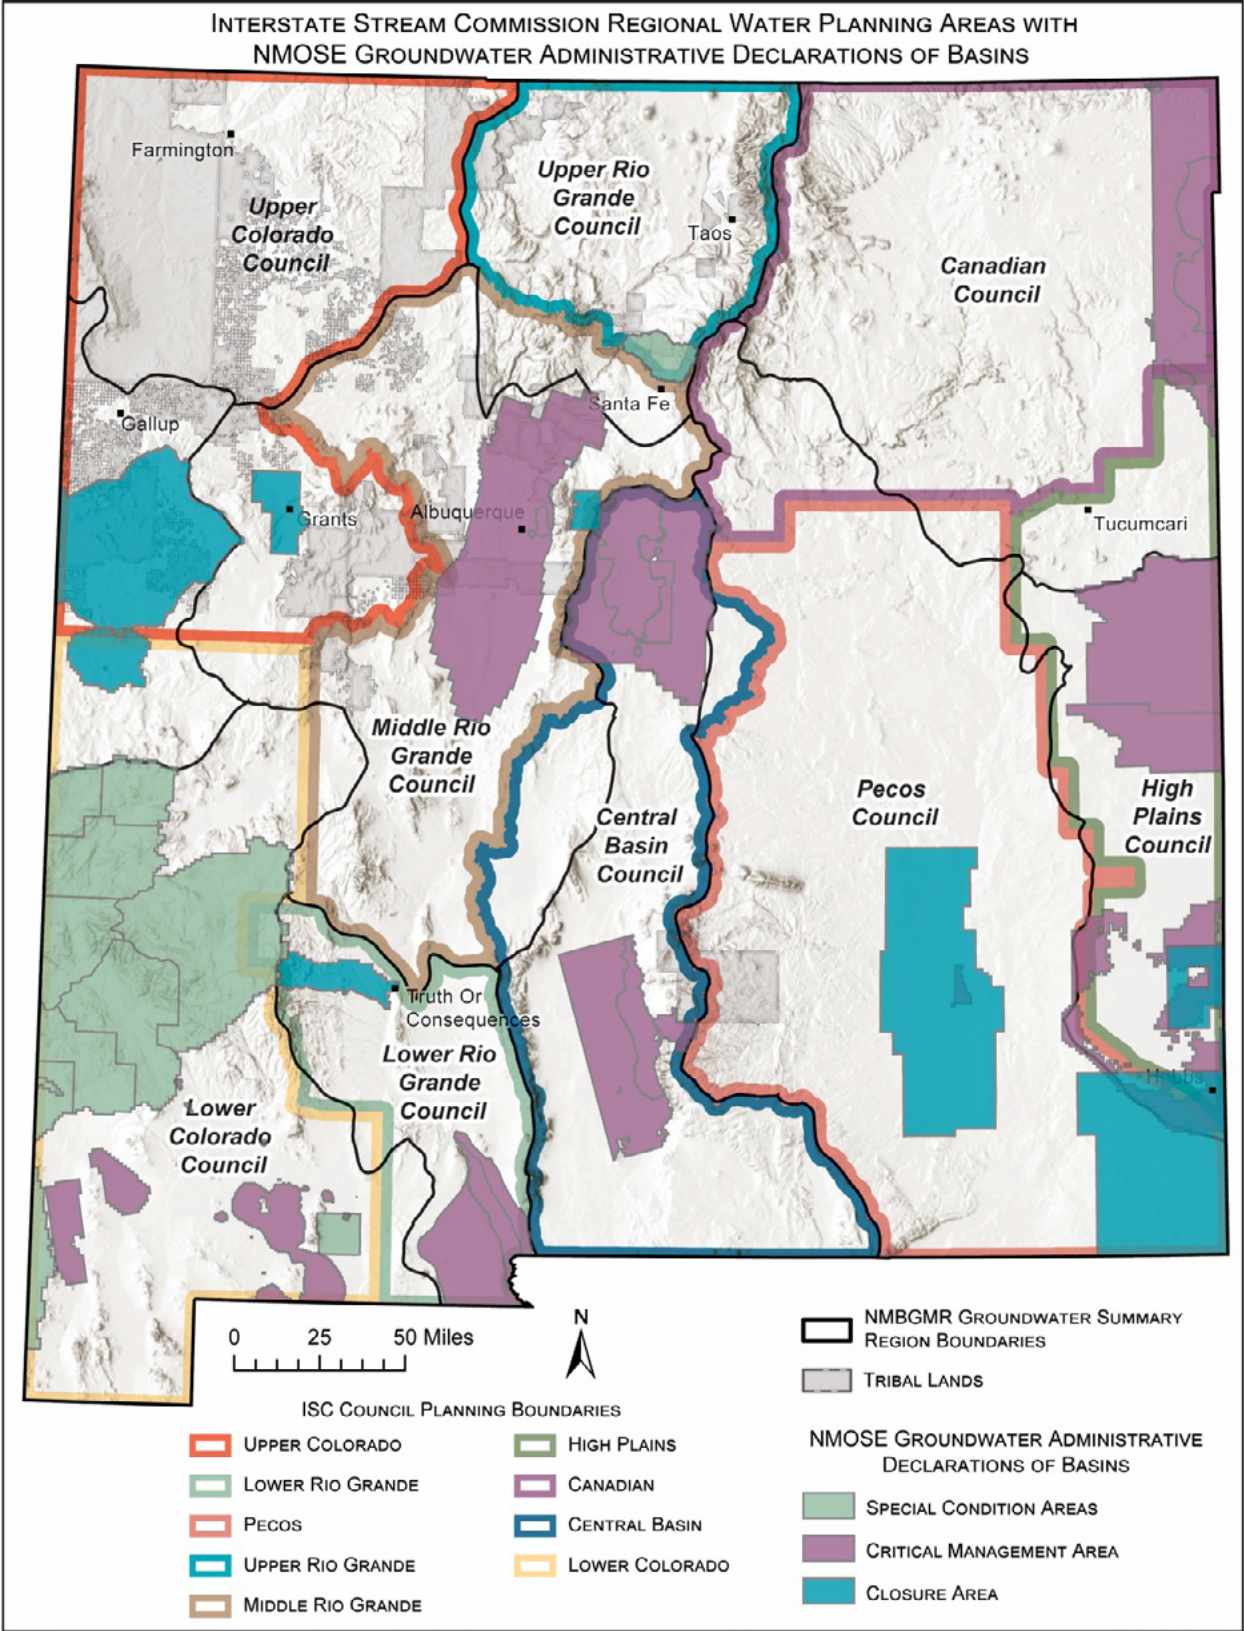 INTERSTATE STREAM COMMISSION REGIONAL WATER PLANNING AREAS WITH
NMOSE GROUNDWATER ADMINISTRATIVE DECLARATIONS OF BASINS
Farmington
Upper
Colorado
Council
Upper Rio
Grande
Council
Taos
Canadian
Council
Gallup
Santa Fe
Grants
Albuquerque
Tucumcari
Middle Rio
Grande
Council
Central
Basin
Council
Pecos
Council
High
Plains
Council
Truth Or
Consequences
Lower Rio
Grande
Council
Hobbs
Lower
Colorado
Council
0 25 50 Miles
N
NMBGMR GROUNDWATER SUMMARY
REGION BOUNDARIES
TRIBAL LANDS
ISC COUNCIL PLANNING BOUNDARIES
UPPER COLORADO
LOWER RIO GRANDE
PECOS
UPPER RIO GRANDE
MIDDLE RIO GRANDE
HIGH PLAINS
CANADIAN
CENTRAL BASIN
LOWER COLORADO
NMOSE GROUNDWATER ADMINISTRATIVE
DECLARATIONS OF BASINS
SPECIAL CONDITION AREAS
CRITICAL MANAGEMENT AREA
CLOSURE AREA